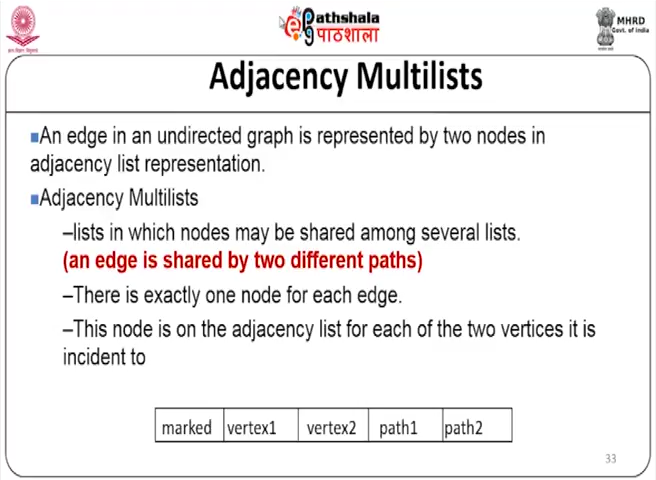 ePathshala
पाठशाला
MHRD
Govt. of India
Adjacency Multilists
An edge in an undirected graph is represented by two nodes in
adjacency list representation.
Adjacency Multilists
–lists in which nodes may be shared among several lists.
(an edge is shared by two different paths)
–There is exactly one node for each edge.
–This node is on the adjacency list for each of the two vertices it is
incident to
marked vertex1 vertex2 path1 path2
33